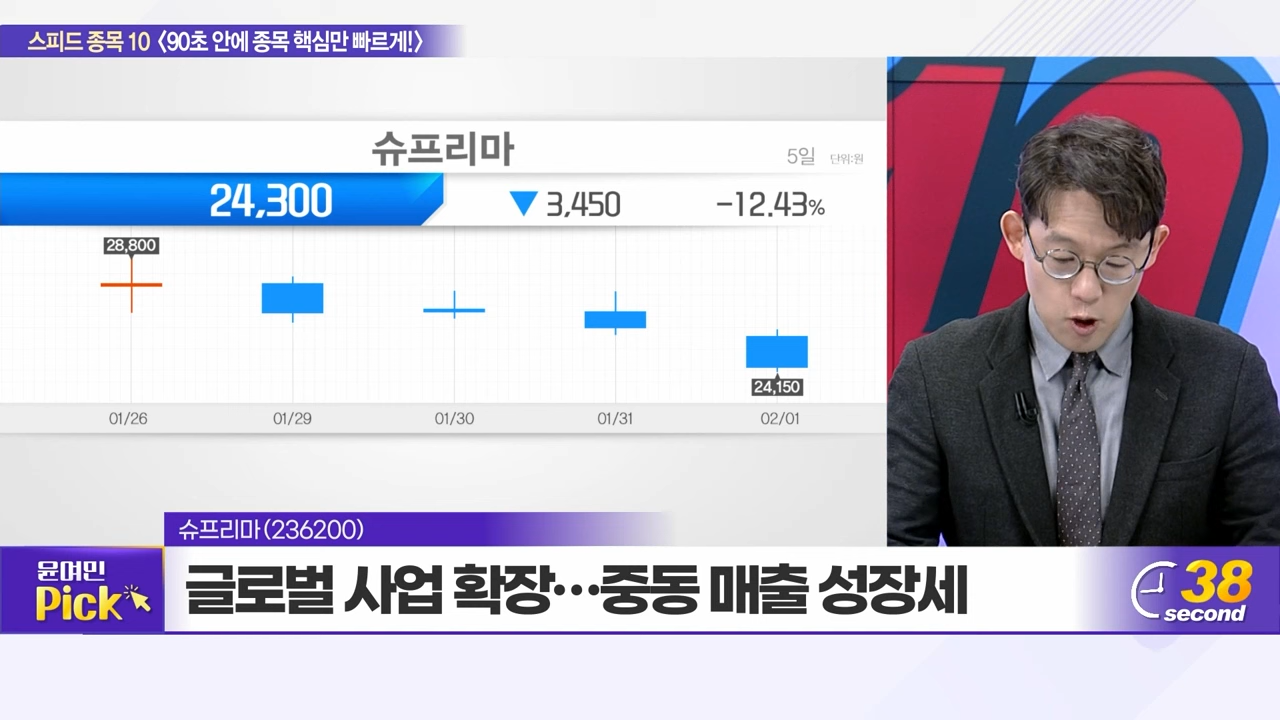 스피드 종목 10 〈90초 안에 종목 핵심만 빠르게!〉
슈프리마
5일 단위:원
24,300 ▼ 3,450 -12.43%
28,800
24,150
01/26 01/29 01/30 01/31 02/01
슈프리마(236200)
윤여민
Pick
글로벌 사업 확장…중동 매출 성장세
38
second